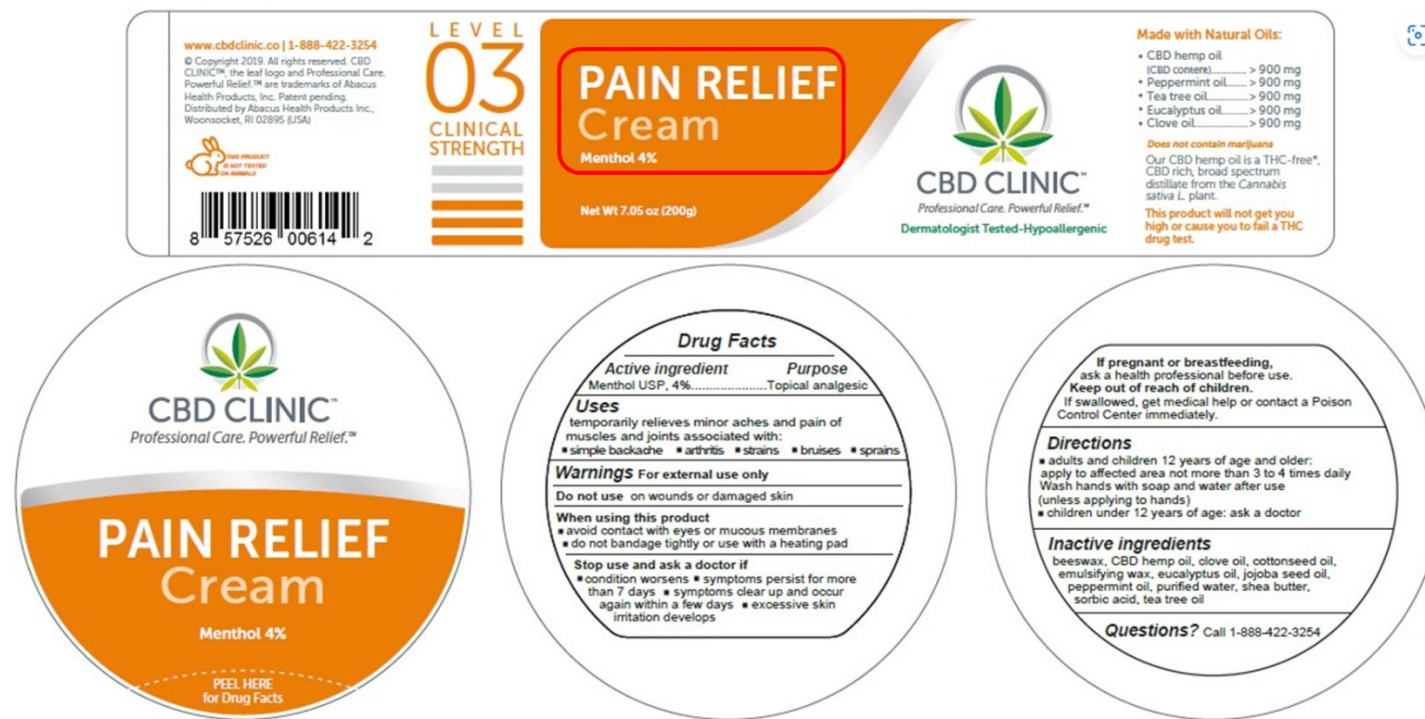 www.cbdclinic.co | 1-888-422-3254
© Copyright 2019. All rights reserved. CBD
CLINIC™, the leaf logo and Professional Care.
Powerful Relief.™ are trademarks of Abacus
Health Products, Inc. Patent pending.
Distributed by Abacus Health Products Inc.,
Woonsocket, RI 02895 (USA)
THIS PRODUCT
IS NOT TESTED
ON ANIMALS
8 57526 00614 2
LEVEL
03
CLINICAL
STRENGTH
PAIN RELIEF
Cream
Menthol 4%
Net Wt 7.05 oz (200g)
CBD CLINIC™
Professional Care. Powerful Relief.™
Dermatologist Tested-Hypoallergenic
Made with Natural Oils:
• CBD hemp oil
(CBD content)............ > 900 mg
• Peppermint oil....... > 900 mg
• Tea tree oil.............. > 900 mg
• Eucalyptus oil......... > 900 mg
• Clove oil.................. > 900 mg
Does not contain marijuana
Our CBD hemp oil is a THC-free*,
CBD rich, broad spectrum
distillate from the Cannabis
sativa L. plant.
This product will not get you
high or cause you to fail a THC
drug test.
CBD CLINIC™
Professional Care. Powerful Relief.™
PAIN RELIEF
Cream
Menthol 4%
PEEL HERE
for Drug Facts
Drug Facts
Active ingredient Purpose
Menthol USP, 4%.......................Topical analgesic
Uses
temporarily relieves minor aches and pain of
muscles and joints associated with:
▪ simple backache ▪ arthritis ▪ strains ▪ bruises ▪ sprains
Warnings For external use only
Do not use on wounds or damaged skin
When using this product
▪ avoid contact with eyes or mucous membranes
▪ do not bandage tightly or use with a heating pad
Stop use and ask a doctor if
▪ condition worsens ▪ symptoms persist for more
than 7 days ▪ symptoms clear up and occur
again within a few days ▪ excessive skin
irritation develops
If pregnant or breastfeeding,
ask a health professional before use.
Keep out of reach of children.
If swallowed, get medical help or contact a Poison
Control Center immediately.
Directions
▪ adults and children 12 years of age and older:
apply to affected area not more than 3 to 4 times daily
Wash hands with soap and water after use
(unless applying to hands)
▪ children under 12 years of age: ask a doctor
Inactive ingredients
beeswax, CBD hemp oil, clove oil, cottonseed oil,
emulsifying wax, eucalyptus oil, jojoba seed oil,
peppermint oil, purified water, shea butter,
sorbic acid, tea tree oil
Questions? Call 1-888-422-3254